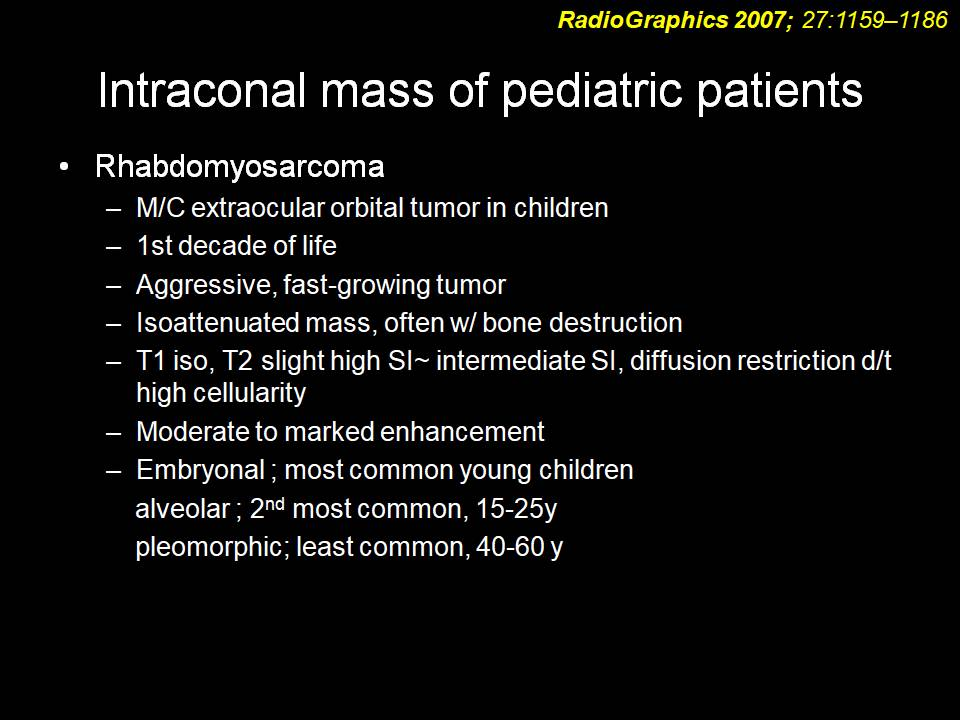 RadioGraphics 2007; 27:1159–1186
Intraconal mass of pediatric patients
• Rhabdomyosarcoma
– M/C extraocular orbital tumor in children
– 1st decade of life
– Aggressive, fast-growing tumor
– Isoattenuated mass, often w/ bone destruction
– T1 iso, T2 slight high SI~ intermediate SI, diffusion restriction d/t
high cellularity
– Moderate to marked enhancement
– Embryonal ; most common young children
alveolar ; 2nd most common, 15-25y
pleomorphic; least common, 40-60 y